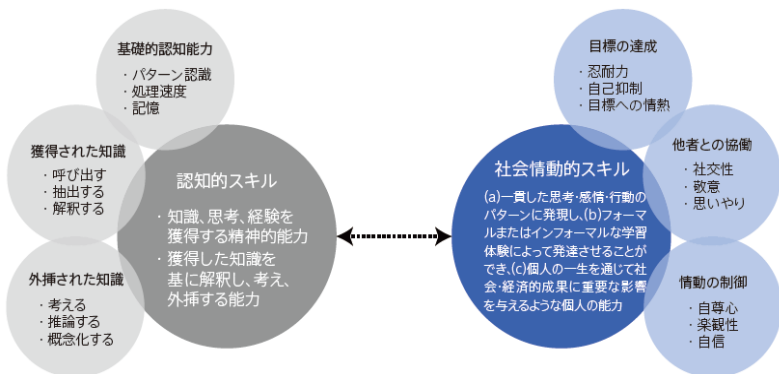 基礎的認知能力
・パターン認識
・処理速度
・記憶
獲得された知識
・呼び出す
・抽出する
・解釈する
外挿された知識
・考える
・推論する
・概念化する
認知的スキル
・知識、思考、経験を
獲得する精神的能力
・獲得した知識を
基に解釈し、考え、
外挿する能力
社会情動的スキル
(a)一貫した思考・感情・行動の
パターンに発現し、(b)フォーマ
ルまたはインフォーマルな学習
体験によって発達させることが
でき、(c)個人の一生を通じて社
会・経済的成果に重要な影響
を与えるような個人の能力
目標の達成
・忍耐力
・自己抑制
・目標への情熱
他者との協働
・社交性
・敬意
・思いやり
情動の制御
・自尊心
・楽観性
・自信